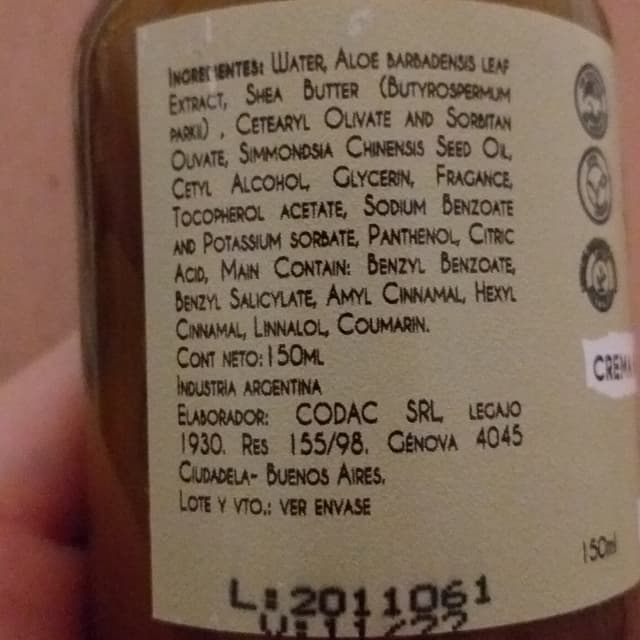 INGREDIENTES: WATER, ALOE BARBADENSIS LEAF
EXTRACT, SHEA BUTTER (BUTYROSPERMUM
PARKII) , CETEARYL OLIVATE AND SORBITAN
OLIVATE, SIMMONDSIA CHINENSIS SEED OIL,
CETYL ALCOHOL, GLYCERIN, FRAGANCE,
TOCOPHEROL ACETATE, SODIUM BENZOATE
AND POTASSIUM SORBATE, PANTHENOL, CITRIC
ACID, MAIN CONTAIN: BENZYL BENZOATE,
BENZYL SALICYLATE, AMYL CINNAMAL, HEXYL
CINNAMAL, LINNALOL, COUMARIN.
CONT NETO: 150ML
INDUSTRIA ARGENTINA
ELABORADOR: CODAC SRL, LEGAJO
1930. RES 155/98. GÉNOVA 4045
CIUDADELA- BUENOS AIRES.
LOTE Y VTO.: VER ENVASE
CREMA
150ml
L:2011061
V:11/22